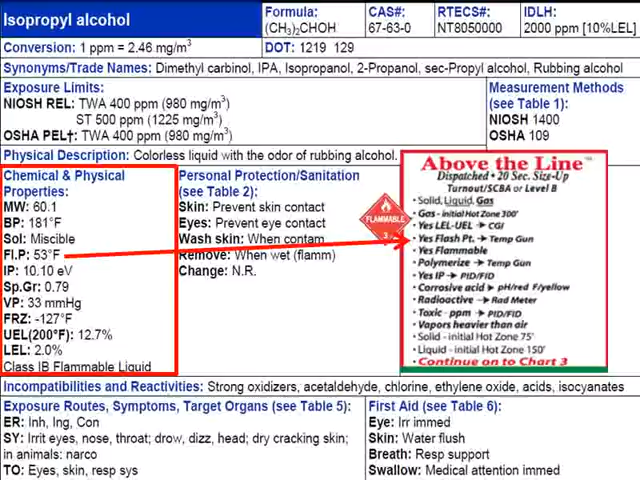 Isopropyl alcohol
Formula:
(CH₃)₂CHOH
CAS#:
67-63-0
RTECS#:
NT8050000
IDLH:
2000 ppm [10%LEL]
Conversion: 1 ppm = 2.46 mg/m³
DOT: 1219 129
Synonyms/Trade Names: Dimethyl carbinol, IPA, Isopropanol, 2-Propanol, sec-Propyl alcohol, Rubbing alcohol
Exposure Limits:
NIOSH REL: TWA 400 ppm (980 mg/m³)
ST 500 ppm (1225 mg/m³)
OSHA PEL†: TWA 400 ppm (980 mg/m³)
Measurement Methods
(see Table 1):
NIOSH 1400
OSHA 109
Physical Description: Colorless liquid with the odor of rubbing alcohol.
Chemical & Physical
Properties:
MW: 60.1
BP: 181°F
Sol: Miscible
Fl.P: 53°F
IP: 10.10 eV
Sp.Gr: 0.79
VP: 33 mmHg
FRZ: -127°F
UEL(200°F): 12.7%
LEL: 2.0%
Class IB Flammable Liquid
Personal Protection/Sanitation
(see Table 2):
Skin: Prevent skin contact
Eyes: Prevent eye contact
Wash skin: When contam
Remove: When wet (flamm)
Change: N.R.
FLAMMABLE
3
Above the Line™
Dispatched • 20 Sec. Size-Up
Turnout/SCBA or Level B
• Solid, Liquid, Gas
• Gas - initial Hot Zone 300'
• Yes LEL-UEL → CGI
• Yes Flash Pt. → Temp Gun
• Yes Flammable
• Polymerize → Temp Gun
• Yes IP → PID/FID
• Corrosive acid → pH/red F/yellow
• Radioactive → Rad Meter
• Toxic - ppm → PID/FID
• Vapors heavier than air
• Solid - initial Hot Zone 75'
• Liquid - initial Hot Zone 150'
• Continue on to Chart 3
Incompatibilities and Reactivities: Strong oxidizers, acetaldehyde, chlorine, ethylene oxide, acids, isocyanates
Exposure Routes, Symptoms, Target Organs (see Table 5):
ER: Inh, Ing, Con
SY: Irrit eyes, nose, throat; drow, dizz, head; dry cracking skin;
in animals: narco
TO: Eyes, skin, resp sys
First Aid (see Table 6):
Eye: Irr immed
Skin: Water flush
Breath: Resp support
Swallow: Medical attention immed